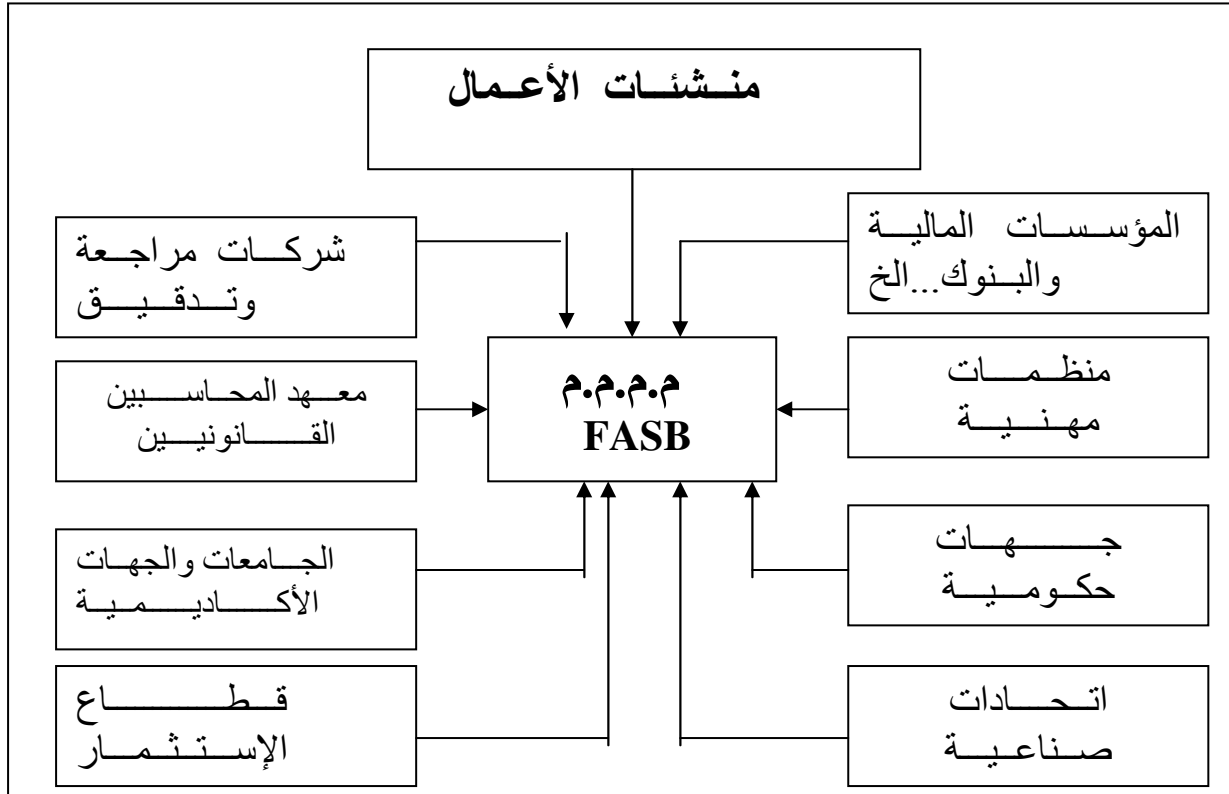 منشئات الأعمال
المؤسسات المالية
والبنوك...الخ
شركات مراجعة
وتدقيق
م.م.م.م
FASB
منظمات
مهنية
معهد المحاسبين
القانونيين
جهات
حكومية
الجامعات والجهات
الأكاديمية
اتحادات
صناعية
قطاع
الإستثمار